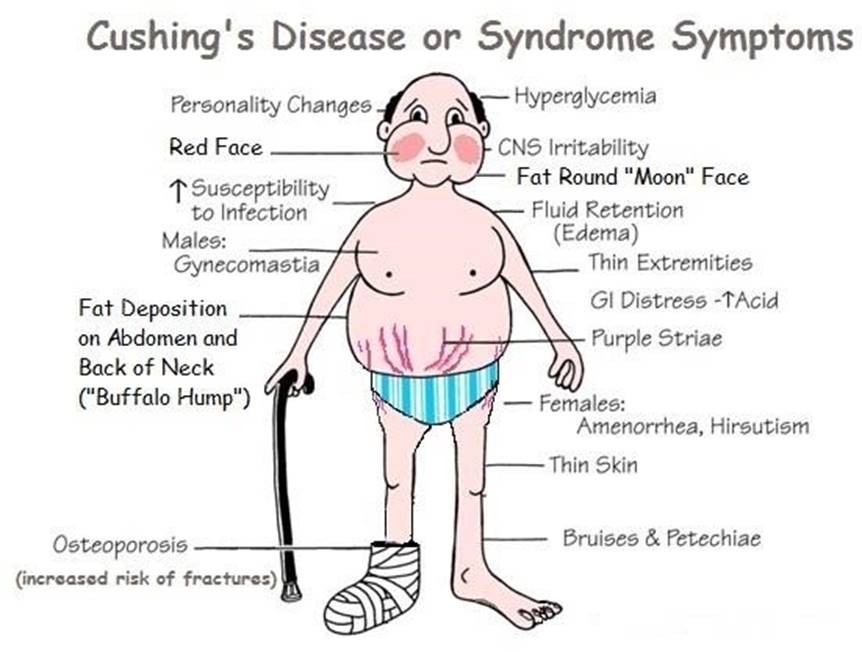 Cushing's Disease or Syndrome Symptoms
Personality Changes
Red Face
↑ Susceptibility
to Infection
Males:
Gynecomastia
Fat Deposition
on Abdomen and
Back of Neck
("Buffalo Hump")
Osteoporosis
(increased risk of fractures)
Hyperglycemia
CNS Irritability
Fat Round "Moon" Face
Fluid Retention
(Edema)
Thin Extremities
GI Distress -↑Acid
Purple Striae
Females:
Amenorrhea, Hirsutism
Thin Skin
Bruises & Petechiae